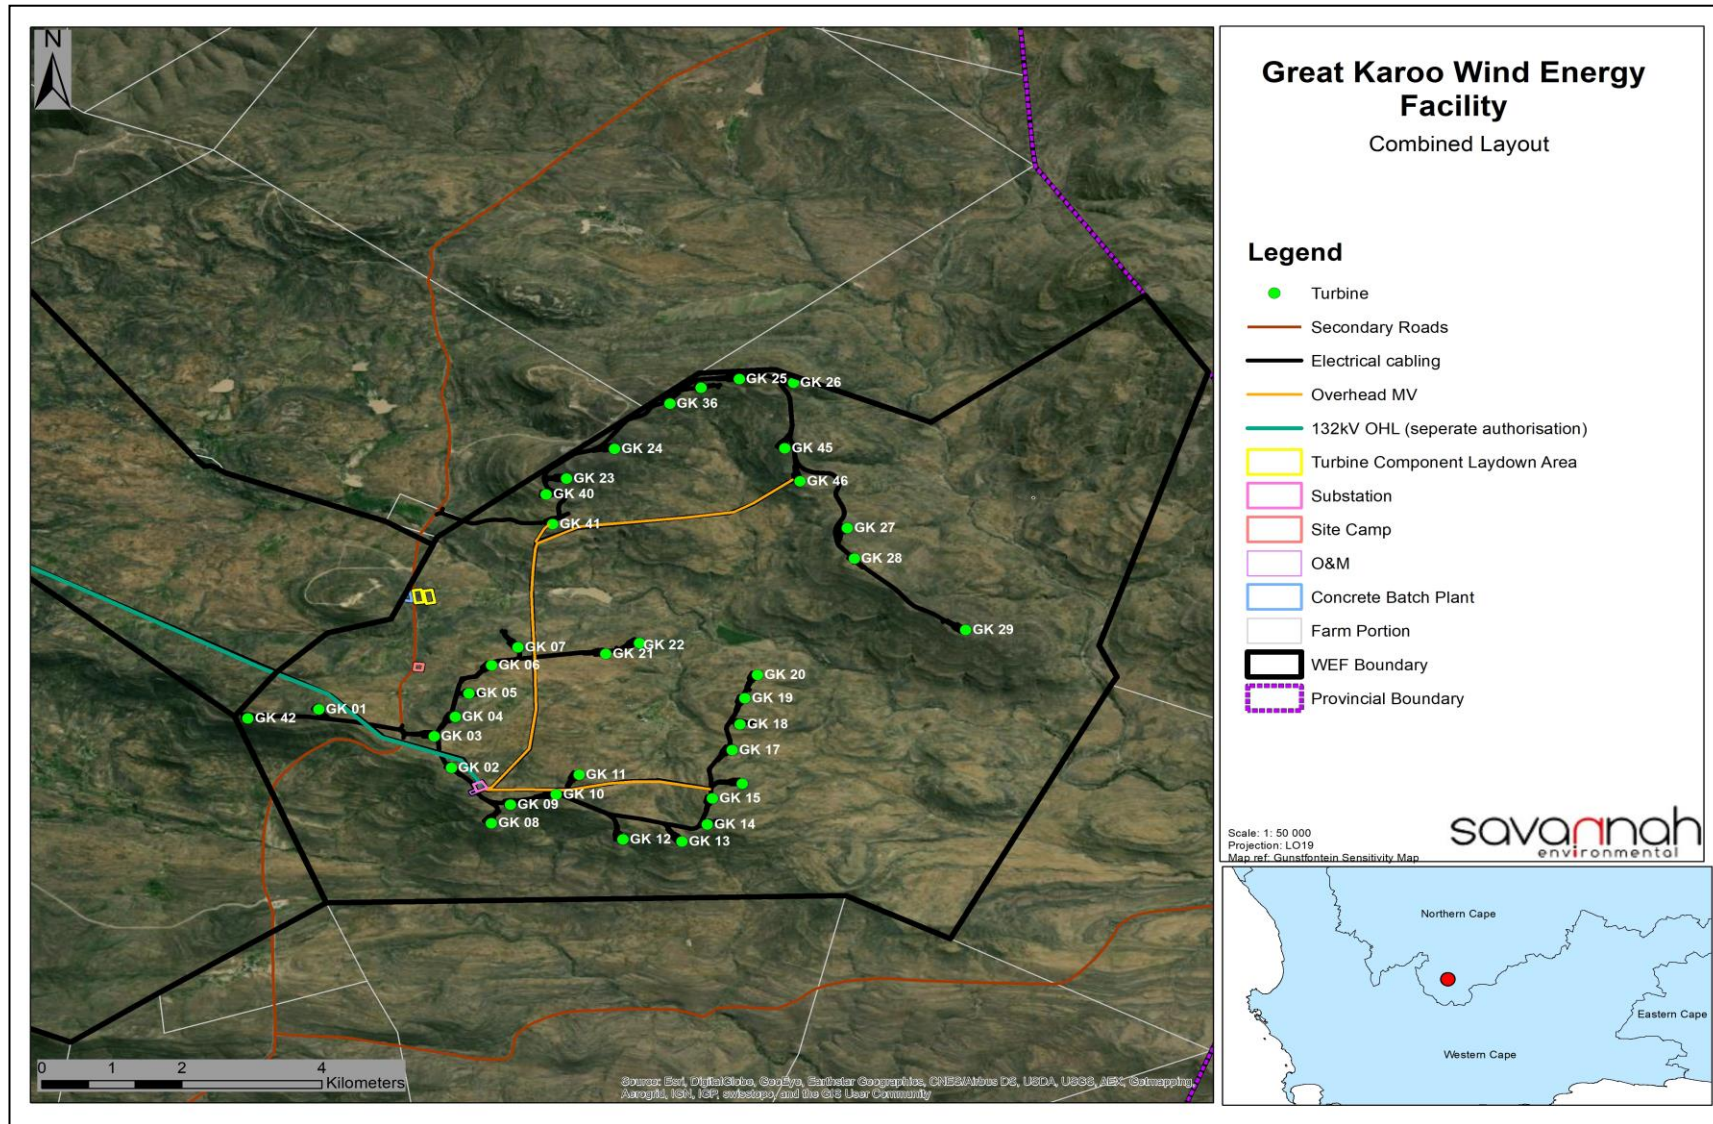 N
Great Karoo Wind Energy
Facility
Combined Layout
Legend
Turbine
Secondary Roads
Electrical cabling
Overhead MV
132kV OHL (seperate authorisation)
Turbine Component Laydown Area
Substation
Site Camp
O&M
Concrete Batch Plant
Farm Portion
WEF Boundary
Provincial Boundary
GK 25
GK 26
GK 36
GK 24
GK 45
GK 23
GK 46
GK 40
GK 41
GK 27
GK 28
GK 29
GK 07
GK 22
GK 21
GK 06
GK 20
GK 05
GK 19
GK 01
GK 42
GK 04
GK 18
GK 03
GK 17
GK 02
GK 11
GK 10
GK 15
GK 09
GK 08
GK 14
GK 12
GK 13
Scale: 1: 50 000
Projection: LO19
Map ref: Gunstfontein Sensitivity Map
savannah
environmental
Northern Cape
Eastern Cape
Western Cape
0 1 2 4
Kilometers
Source: Esri, DigitalGlobe, GeoEye, Earthstar Geographics, CNES/Airbus DS, USDA, USGS, AEX, Getmapping,
Aerogrid, IGN, IGP, swisstopo, and the GIS User Community